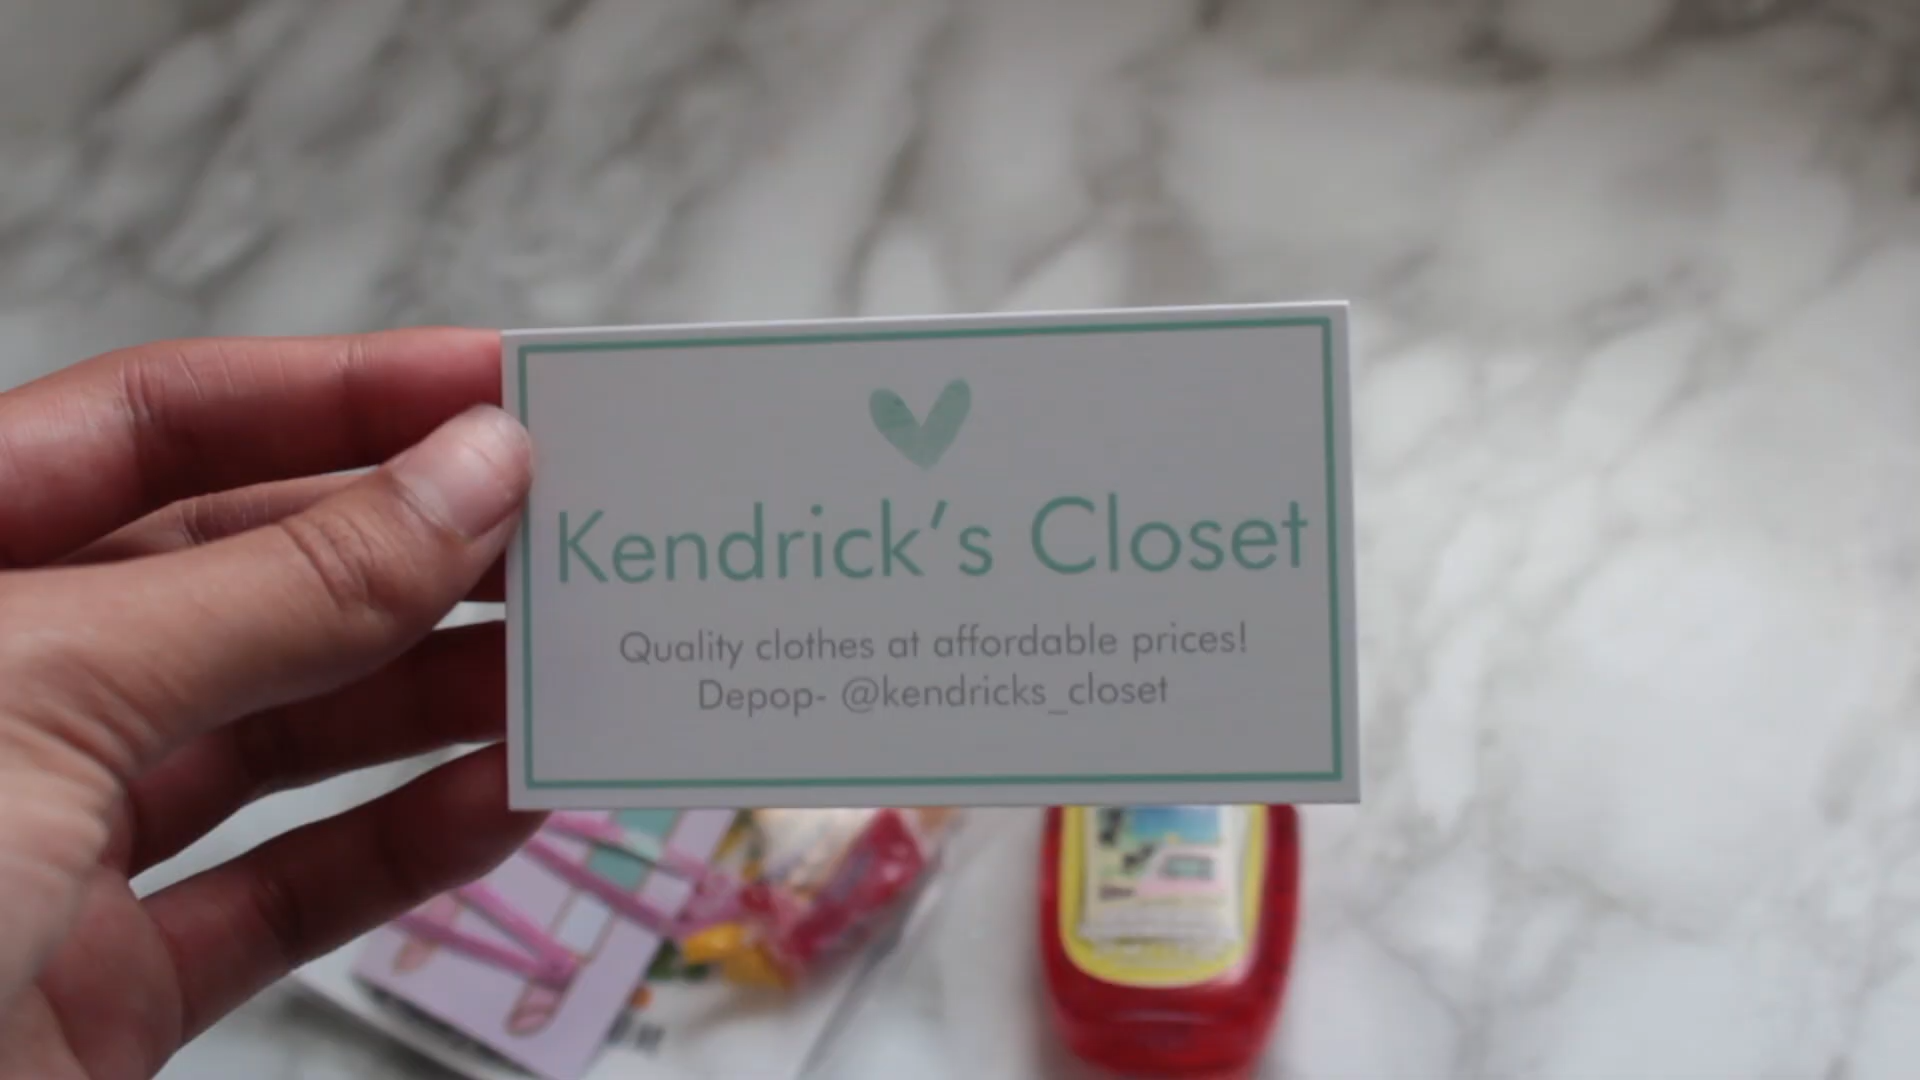 Kendrick's Closet
Quality clothes at affordable prices!
Depop- @kendricks_closet